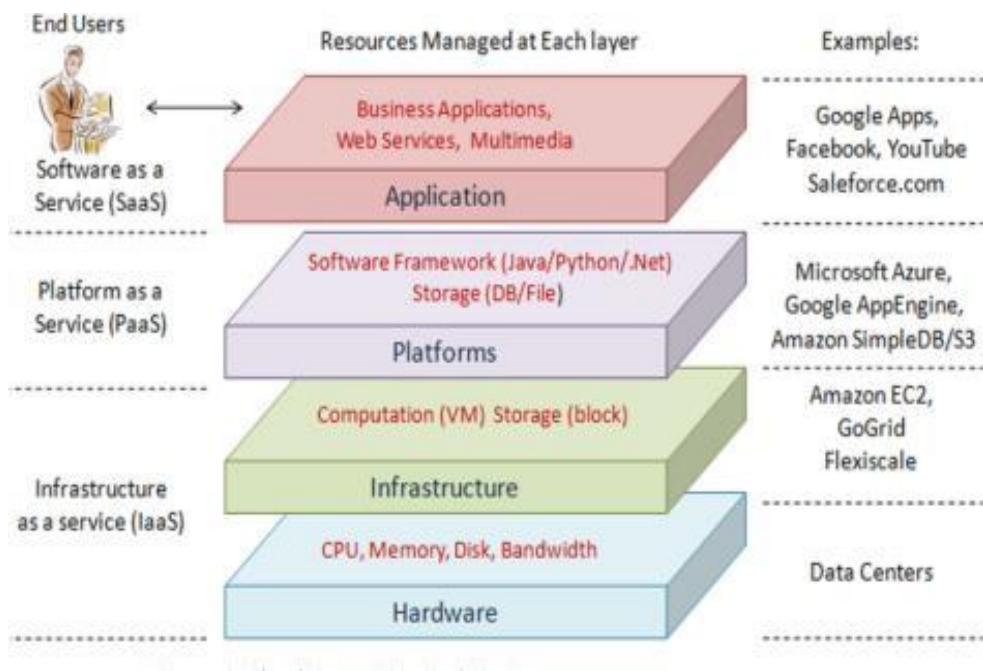 End Users
Resources Managed at Each layer
Examples:
Business Applications,
Web Services, Multimedia
Application
Software as a
Service (SaaS)
Google Apps,
Facebook, YouTube
Saleforce.com
Software Framework (Java/Python/.Net)
Storage (DB/File)
Platforms
Platform as a
Service (PaaS)
Microsoft Azure,
Google AppEngine,
Amazon SimpleDB/S3
Computation (VM) Storage (block)
Infrastructure
Amazon EC2,
GoGrid
Flexiscale
Infrastructure
as a service (IaaS)
CPU, Memory, Disk, Bandwidth
Hardware
Data Centers